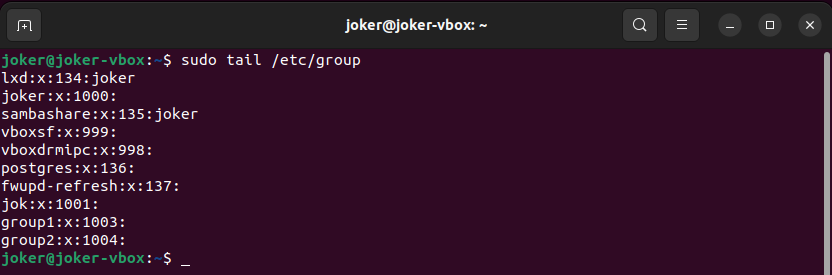 joker@joker-vbox: ~
joker@joker-vbox:~$ sudo tail /etc/group
lxd:x:134:joker
joker:x:1000:
sambashare:x:135:joker
vboxsf:x:999:
vboxdrmipc:x:998:
postgres:x:136:
fwupd-refresh:x:137:
jok:x:1001:
group1:x:1003:
group2:x:1004:
joker@joker-vbox:~$ _